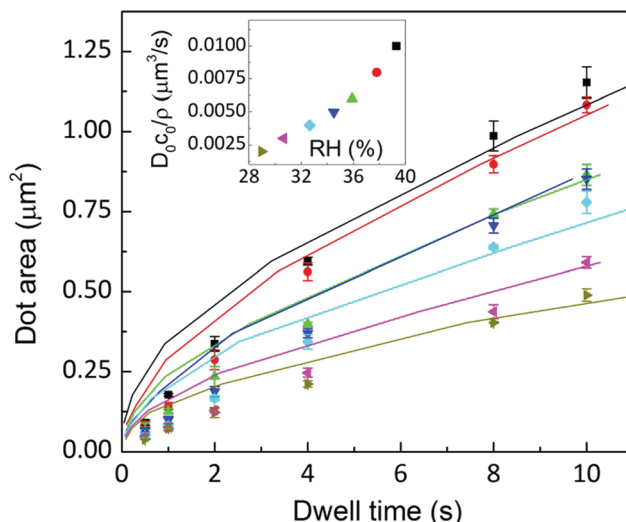 1.25
1.00
0.75
0.50
0.25
0.00
Dot area (μm²)
0 2 4 6 8 10
Dwell time (s)
0.0100
0.0075
0.0050
0.0025
D₀c₀/ρ (μm³/s)
RH (%)
28 32 36 40